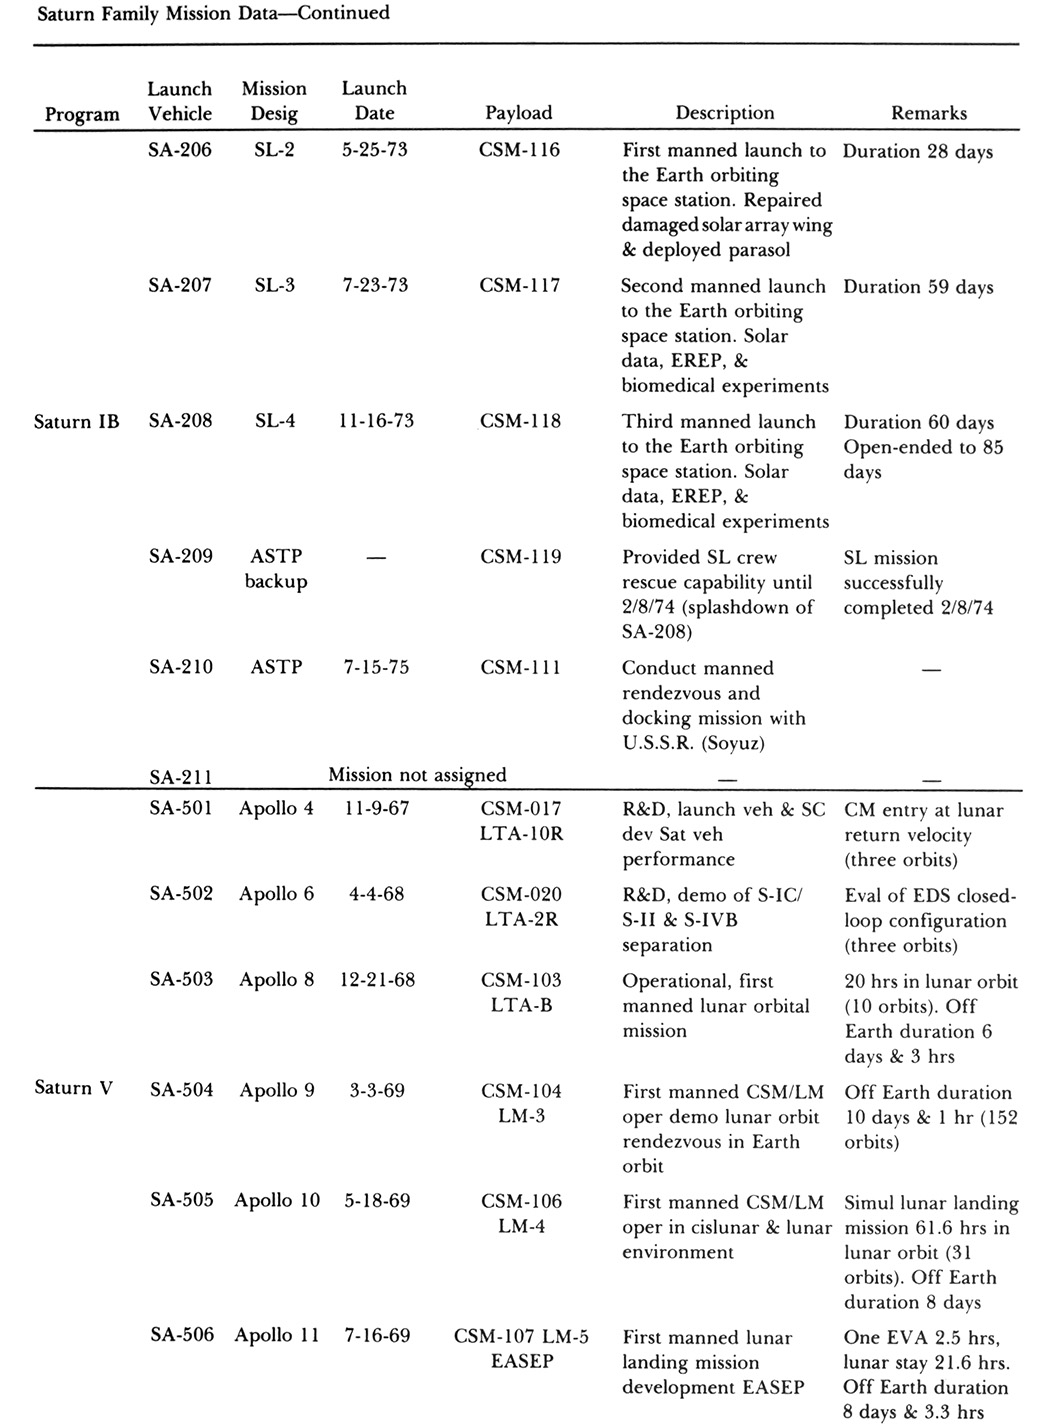 Saturn Family Mission Data—Continued
Program
Launch Vehicle
Mission Desig
Launch Date
Payload
Description
Remarks
SA-206 SL-2 5-25-73 CSM-116 First manned launch to Duration 28 days
the Earth orbiting
space station. Repaired
damaged solar array wing
& deployed parasol
SA-207 SL-3 7-23-73 CSM-117 Second manned launch Duration 59 days
to the Earth orbiting
space station. Solar
data, EREP, &
biomedical experiments
Saturn IB SA-208 SL-4 11-16-73 CSM-118 Third manned launch Duration 60 days
to the Earth orbiting Open-ended to 85
space station. Solar days
data, EREP, &
biomedical experiments
SA-209 ASTP — CSM-119 Provided SL crew SL mission
backup rescue capability until successfully
2/8/74 (splashdown of completed 2/8/74
SA-208)
SA-210 ASTP 7-15-75 CSM-111 Conduct manned —
rendezvous and
docking mission with
U.S.S.R. (Soyuz)
SA-211 Mission not assigned — —
SA-501 Apollo 4 11-9-67 CSM-017 R&D, launch veh & SC CM entry at lunar
LTA-10R dev Sat veh return velocity
performance (three orbits)
SA-502 Apollo 6 4-4-68 CSM-020 R&D, demo of S-IC/ Eval of EDS closed-
LTA-2R S-II & S-IVB loop configuration
separation (three orbits)
SA-503 Apollo 8 12-21-68 CSM-103 Operational, first 20 hrs in lunar orbit
LTA-B manned lunar orbital (10 orbits). Off
mission Earth duration 6
days & 3 hrs
Saturn V SA-504 Apollo 9 3-3-69 CSM-104 First manned CSM/LM Off Earth duration
LM-3 oper demo lunar orbit 10 days & 1 hr (152
rendezvous in Earth orbits)
orbit
SA-505 Apollo 10 5-18-69 CSM-106 First manned CSM/LM Simul lunar landing
LM-4 oper in cislunar & lunar mission 61.6 hrs in
environment lunar orbit (31
orbits). Off Earth
duration 8 days
SA-506 Apollo 11 7-16-69 CSM-107 LM-5 First manned lunar One EVA 2.5 hrs,
EASEP landing mission lunar stay 21.6 hrs.
development EASEP Off Earth duration
8 days & 3.3 hrs